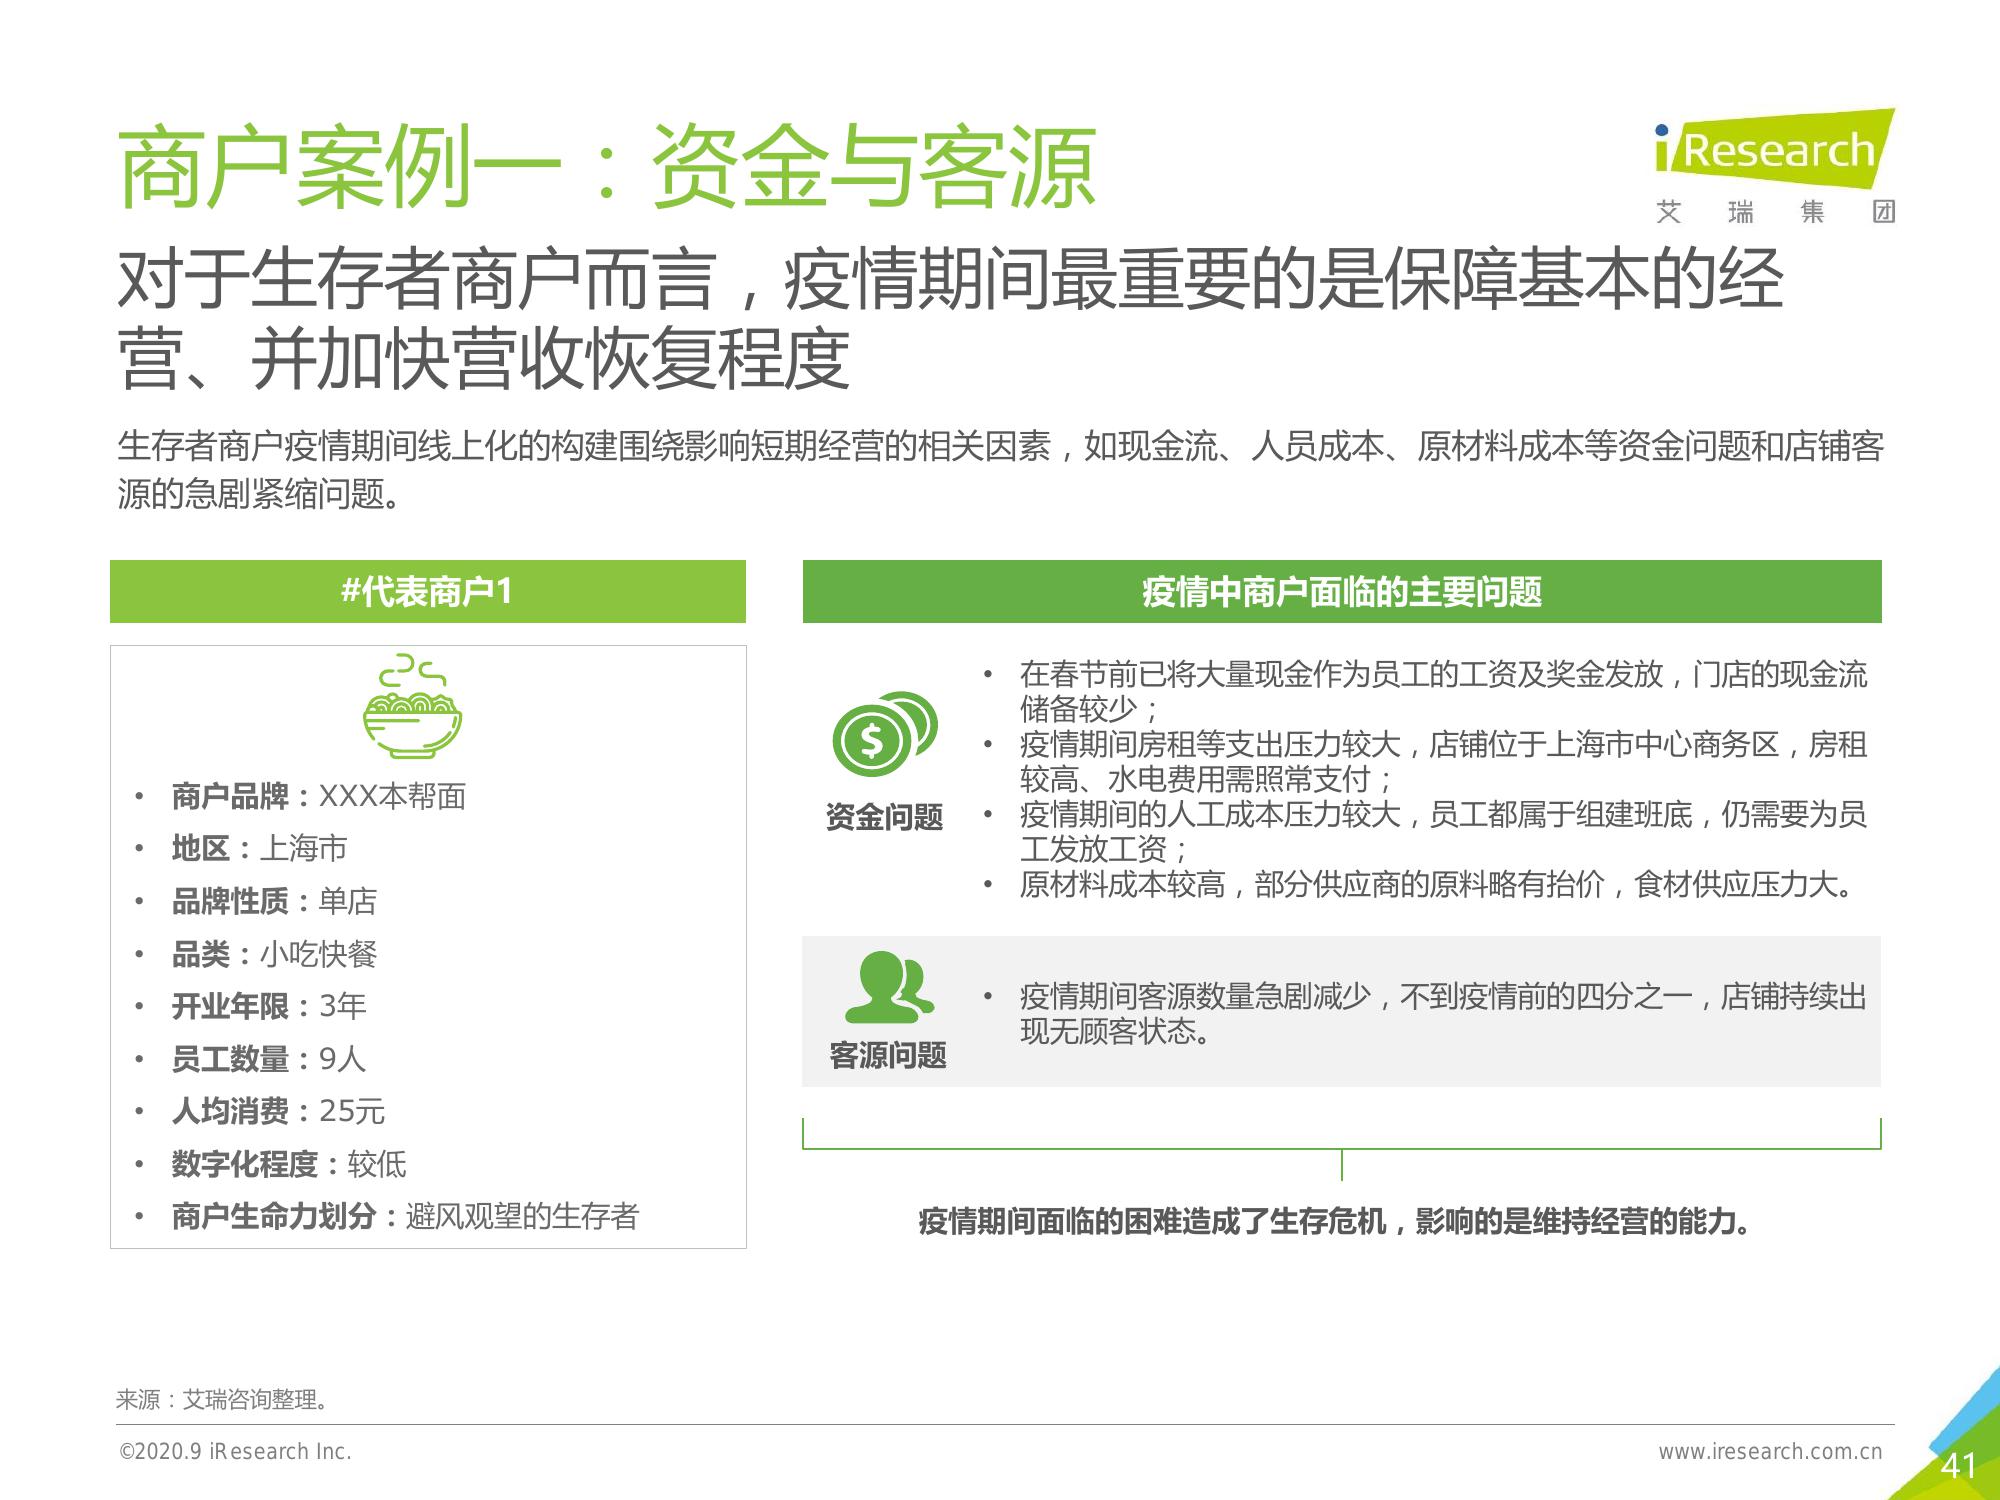 商户案例一：资金与客源
iResearch
艾瑞集团
对于生存者商户而言，疫情期间最重要的是保障基本的经
营、并加快营收恢复程度
生存者商户疫情期间线上化的构建围绕影响短期经营的相关因素，如现金流、人员成本、原材料成本等资金问题和店铺客
源的急剧紧缩问题。
#代表商户1
• 商户品牌：XXX本帮面
• 地区：上海市
• 品牌性质：单店
• 品类：小吃快餐
• 开业年限：3年
• 员工数量：9人
• 人均消费：25元
• 数字化程度：较低
• 商户生命力划分：避风观望的生存者
疫情中商户面临的主要问题
$
资金问题
• 在春节前已将大量现金作为员工的工资及奖金发放，门店的现金流
储备较少；
• 疫情期间房租等支出压力较大，店铺位于上海市中心商务区，房租
较高、水电费用需照常支付；
• 疫情期间的人工成本压力较大，员工都属于组建班底，仍需要为员
工发放工资；
• 原材料成本较高，部分供应商的原料略有抬价，食材供应压力大。
客源问题
• 疫情期间客源数量急剧减少，不到疫情前的四分之一，店铺持续出
现无顾客状态。
疫情期间面临的困难造成了生存危机，影响的是维持经营的能力。
来源：艾瑞咨询整理。
©2020.9 iResearch Inc.
www.iresearch.com.cn
41